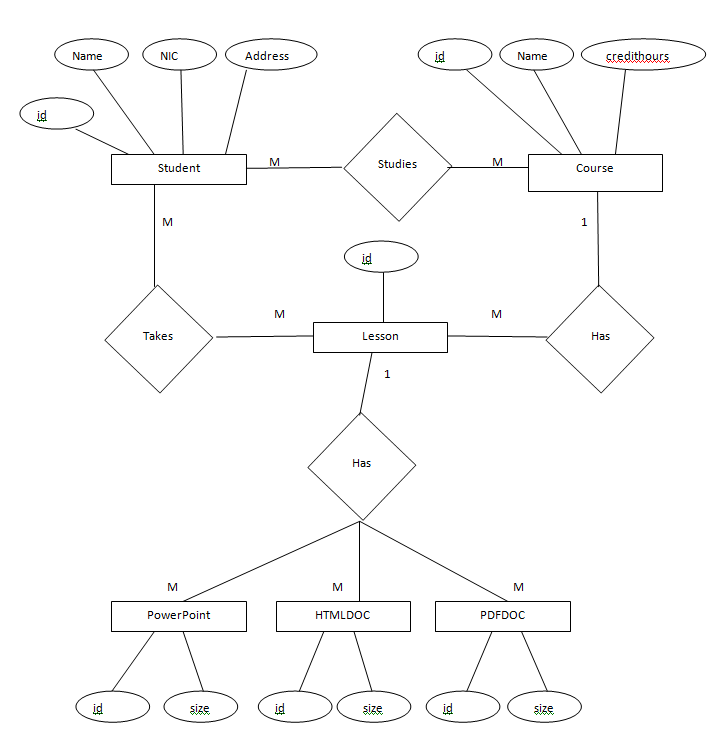 Name
NIC
Address
id
Name
credithours
id
Student
M
Studies
M
Course
M
1
id
M
M
Takes
Lesson
Has
1
Has
M
M
M
PowerPoint
HTMLDOC
PDFDOC
id
size
id
size
id
size